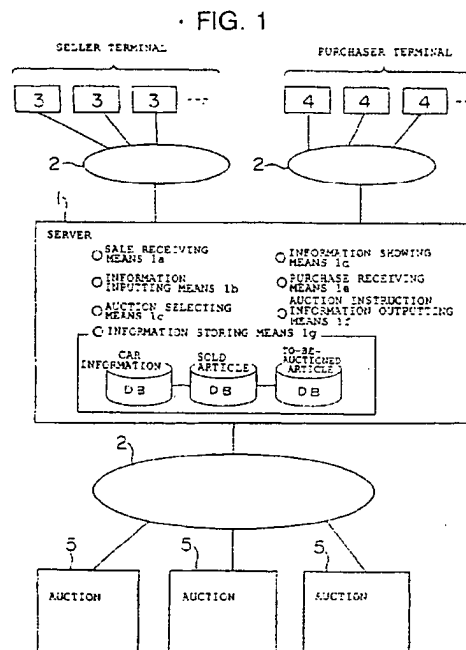 · FIG. 1
SELLER TERMINAL
PURCHASER TERMINAL
3 3 3 ---
4 4 4 ---
2
2
1
SERVER
SALE RECEIVING
MEANS 1a
INFORMATION
INPUTTING MEANS 1b
AUCTION SELECTING
MEANS 1c
INFORMATION SHOWING
MEANS 1d
PURCHASE RECEIVING
MEANS 1e
AUCTION INSTRUCTION
INFORMATION OUTPUTING
MEANS 1f
INFORMATION STORING MEANS 1g
CAR
INFORMATION
DB
SOLD
ARTICLE
DB
TO-BE-
AUCTIONED
ARTICLE
DB
2
5
AUCTION
5
AUCTION
5
AUCTION